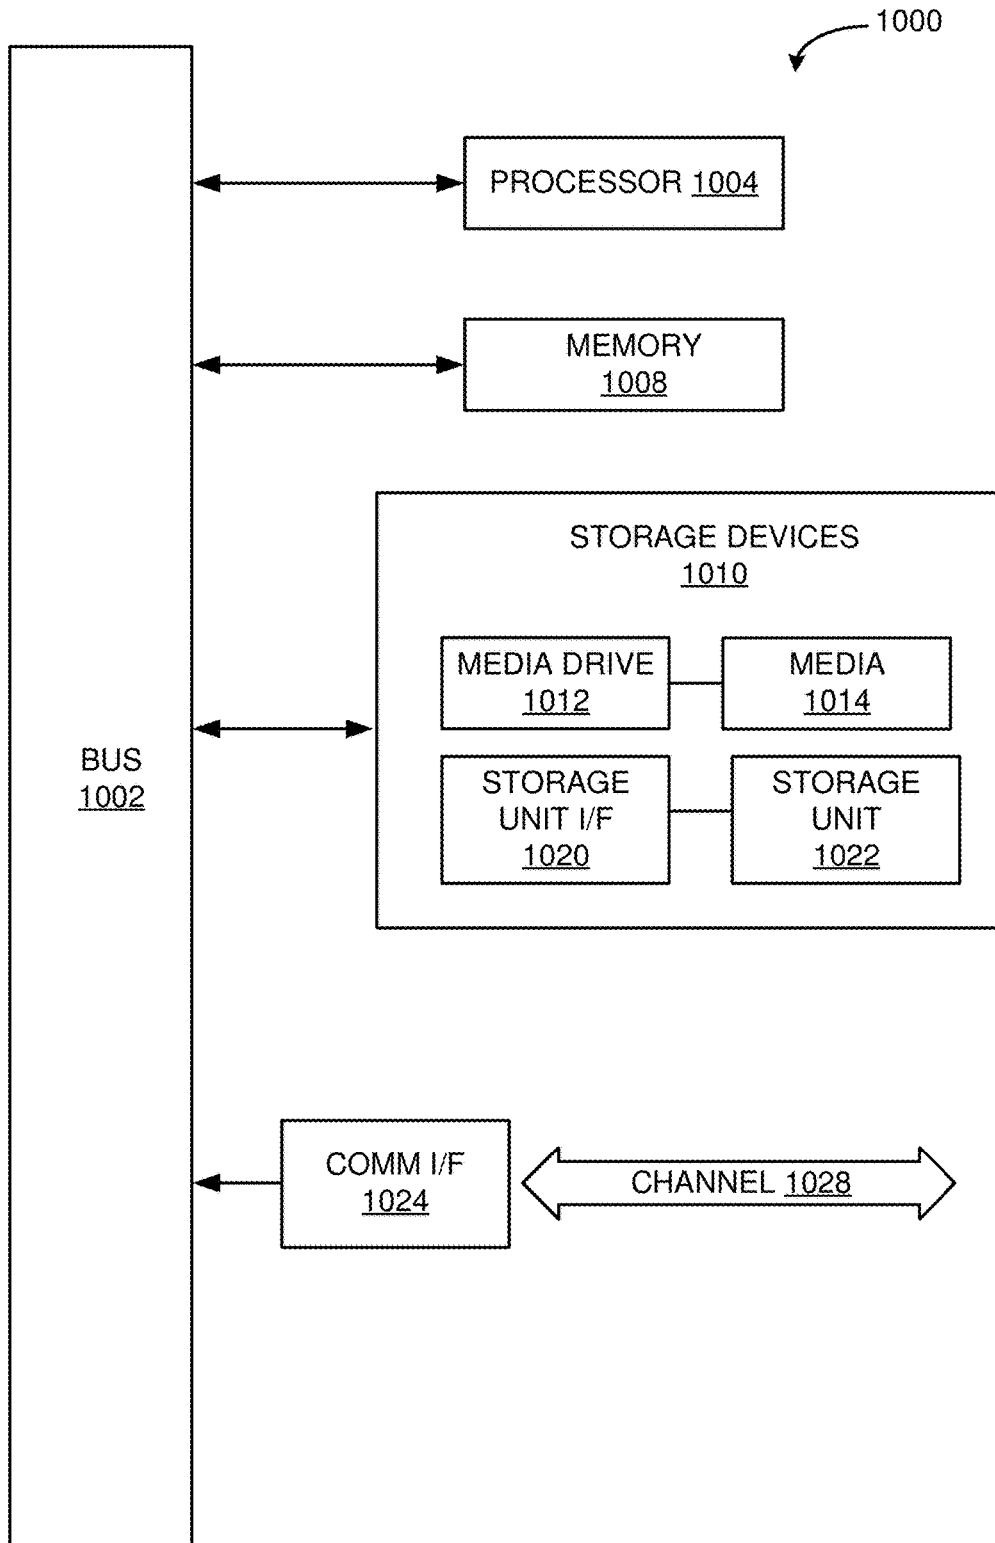 1000
PROCESSOR 1004
MEMORY
1008
STORAGE DEVICES
1010
MEDIA DRIVE
1012
MEDIA
1014
BUS
1002
STORAGE
UNIT I/F
1020
STORAGE
UNIT
1022
COMM I/F
1024
CHANNEL 1028